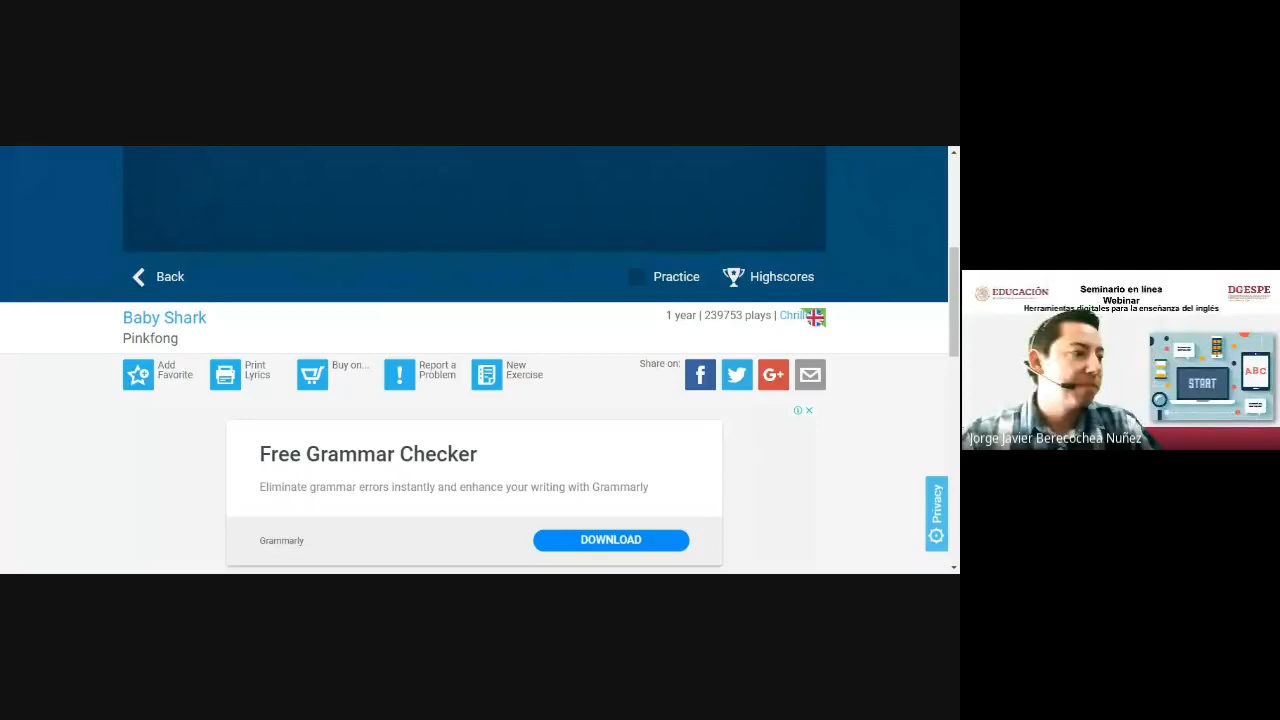 Back
Practice
Highscores
Baby Shark
1 year | 239753 plays | Chrill
Pinkfong
Add
Favorite
Print
Lyrics
Buy on...
Report a
Problem
New
Exercise
Share on:
Free Grammar Checker
Eliminate grammar errors instantly and enhance your writing with Grammarly
Grammarly
DOWNLOAD
Privacy
EDUCACIÓN
Seminario en línea
Webinar
DGESPE
Herramientas digitales para la enseñanza del inglés
START
ABC
Jorge Javier Berecochea Nuñez